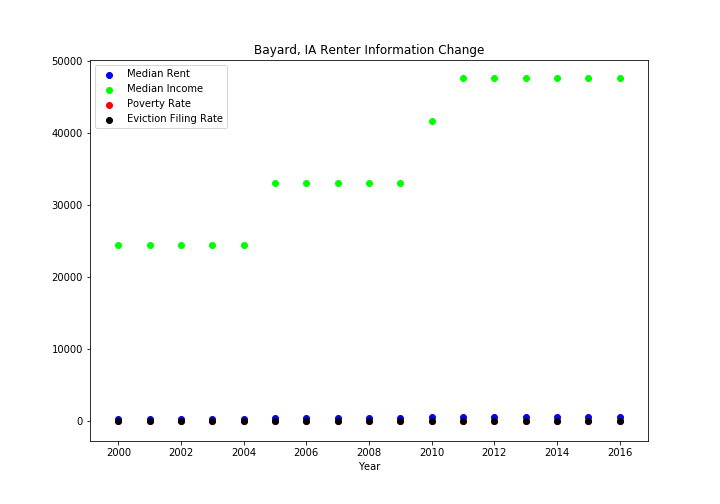 Bayard, IA Renter Information Change
50000
40000
30000
20000
10000
0
Median Rent
Median Income
Poverty Rate
Eviction Filing Rate
2000 2002 2004 2006 2008 2010 2012 2014 2016
Year